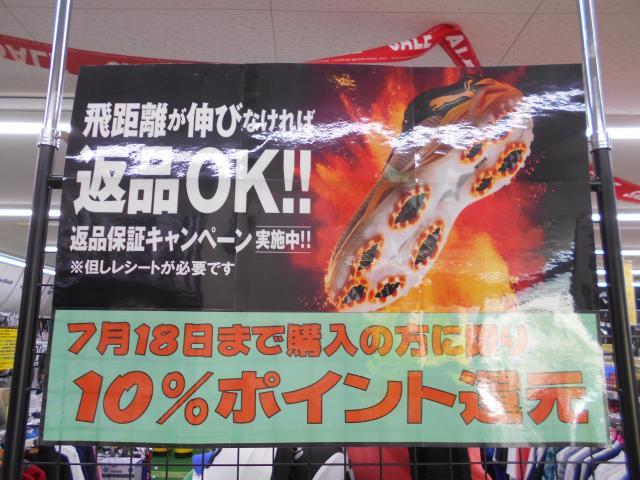 SALE
SALE
飛距離が伸びなければ
返品OK!!
返品保証キャンペーン 実施中!!
※但しレシートが必要です
7月18日まで購入の方に限り
10%ポイント還元